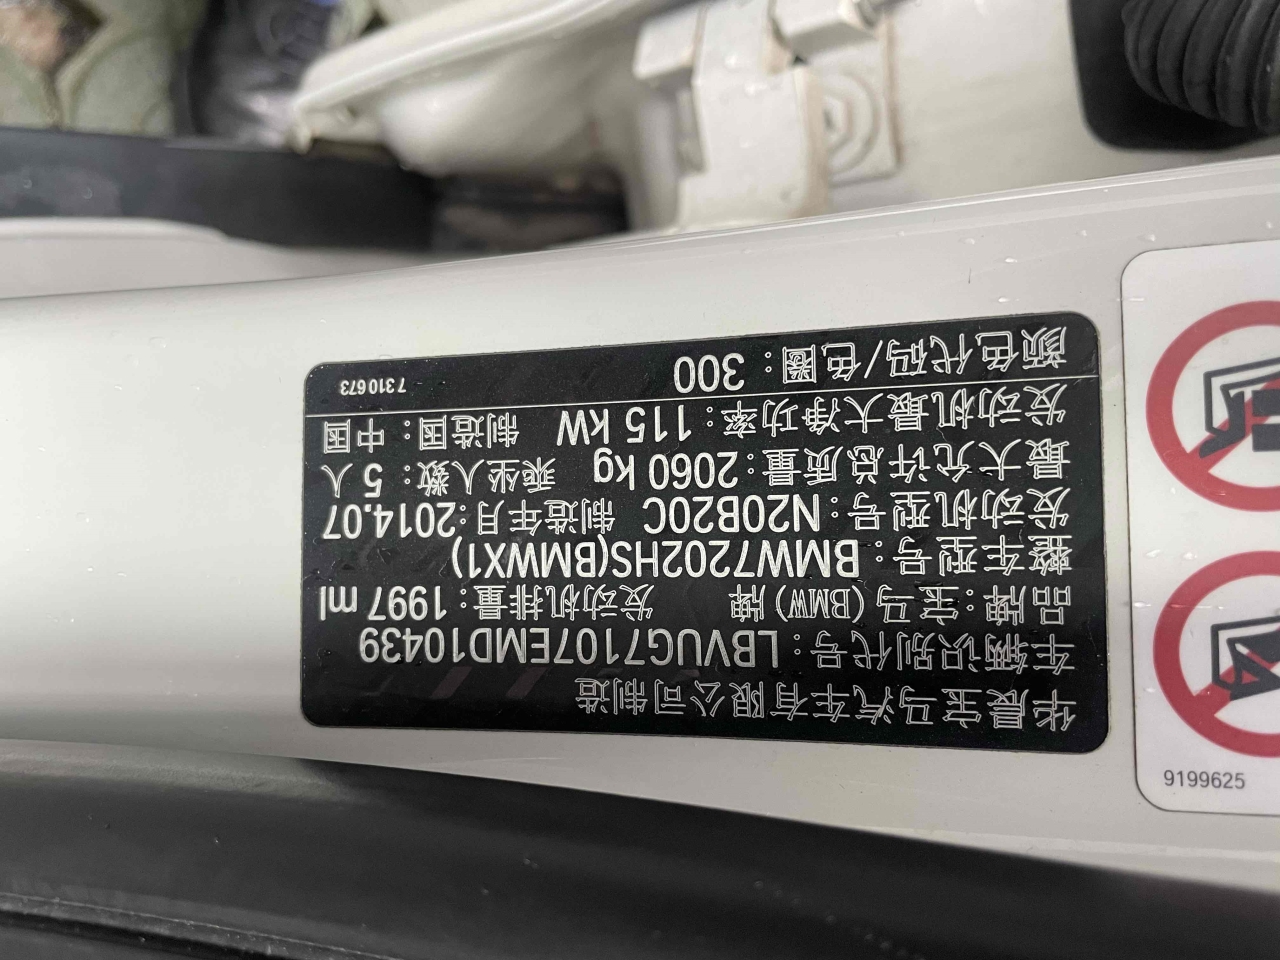 华晨宝马汽车有限公司制造
车辆识别代号：LBVUG7107EMD10439
品牌：宝马(BMW)牌 发动机排量：1997 ml
整车型号：BMW7202HS(BMWX1)
发动机型号：N20B20C 制造年月：2014.07
最大允许总质量：2060 kg 乘坐人数：5 人
发动机最大净功率：115 kW 制造国：中国
颜色代码/色圈：300
7310673
9199625